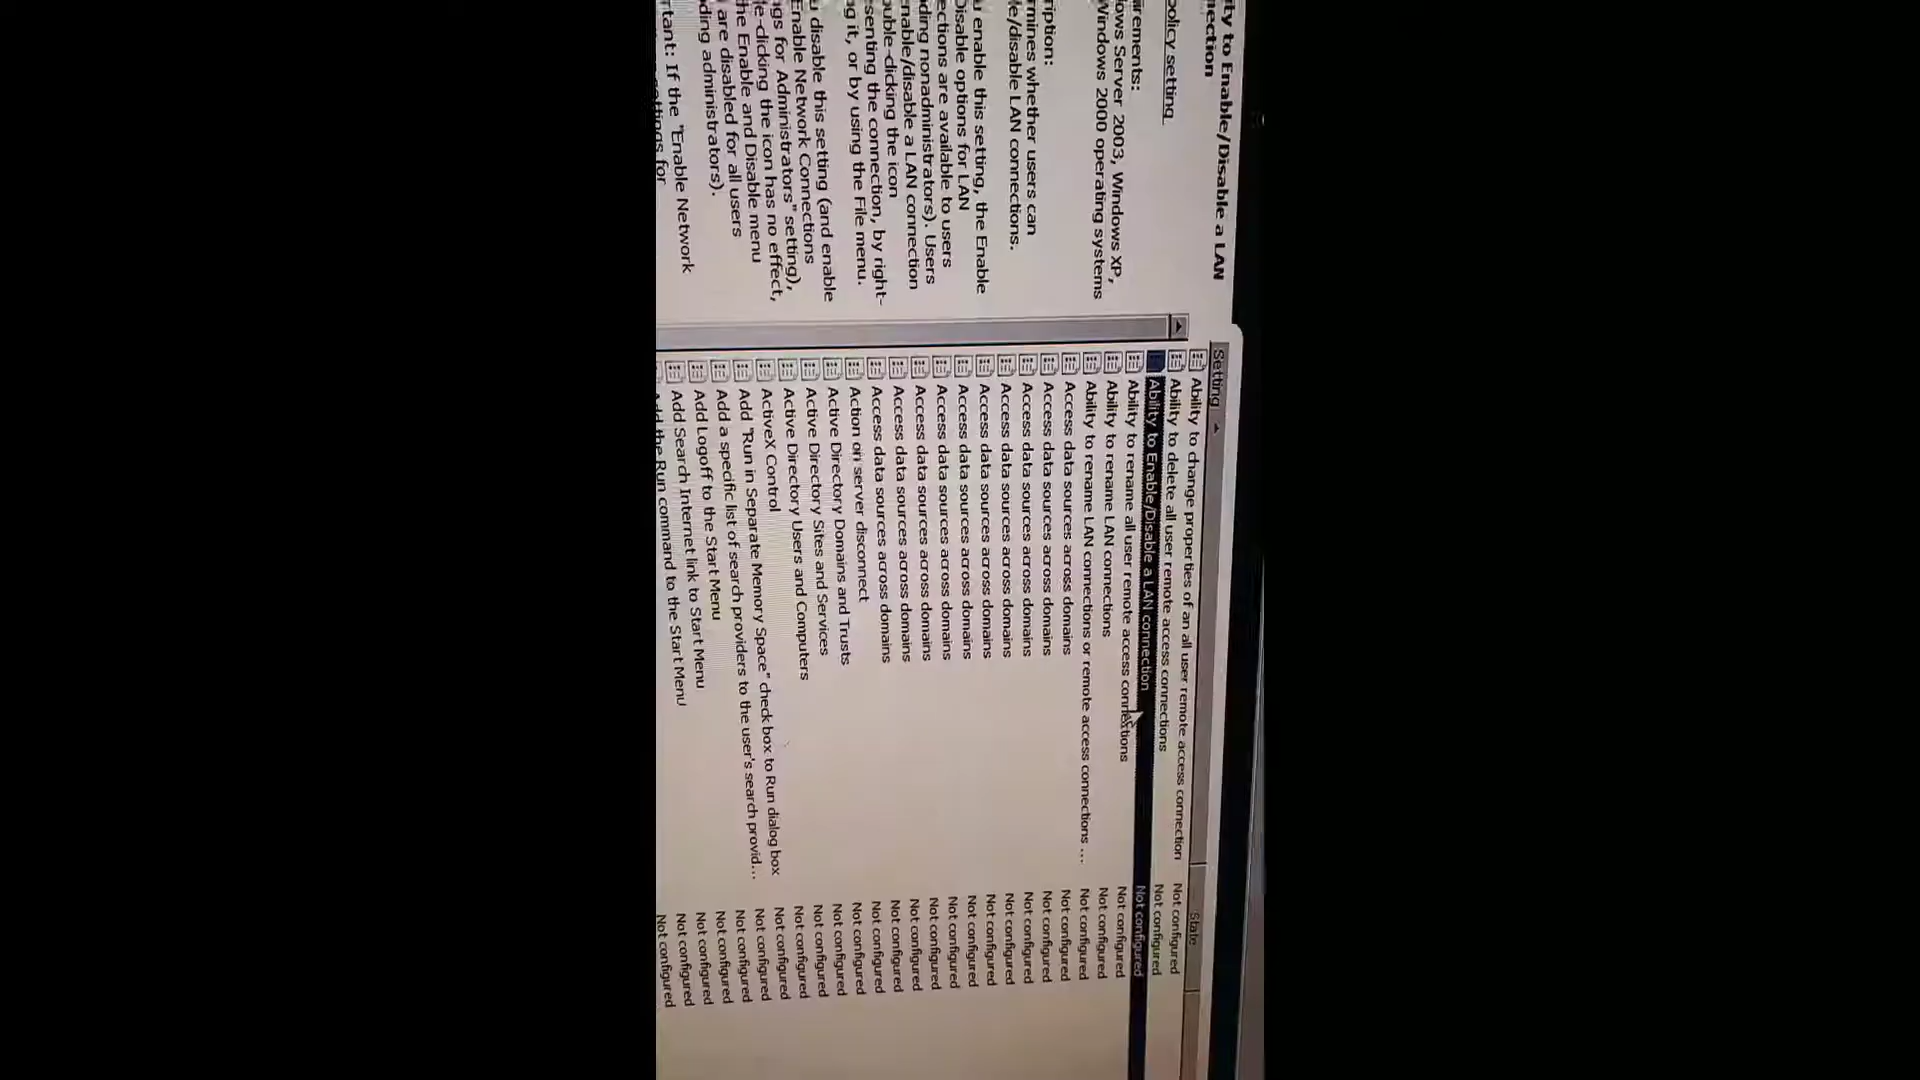 ty to Enable/Disable a LAN
nection
policy setting
irements:
ows Server 2003, Windows XP,
Windows 2000 operating systems
ription:
mines whether users can
le/disable LAN connections.
u enable this setting, the Enable
Disable options for LAN
ections are available to users
ding nonadministrators). Users
enable/disable a LAN connection
ouble-clicking the icon
senting the connection, by right-
g it, or by using the File menu.
u disable this setting (and enable
Enable Network Connections
ngs for Administrators" setting),
le-clicking the icon has no effect,
he Enable and Disable menu
are disabled for all users
ding administrators).
rtant: If the "Enable Network
settings for
Setting State
Ability to change properties of an all user remote access connection Not configured
Ability to delete all user remote access connections Not configured
Ability to Enable/Disable a LAN connection Not configured
Ability to rename all user remote access connections Not configured
Ability to rename LAN connections Not configured
Ability to rename LAN connections or remote access connections ... Not configured
Access data sources across domains Not configured
Access data sources across domains Not configured
Access data sources across domains Not configured
Access data sources across domains Not configured
Access data sources across domains Not configured
Access data sources across domains Not configured
Access data sources across domains Not configured
Access data sources across domains Not configured
Access data sources across domains Not configured
Access data sources across domains Not configured
Action on server disconnect Not configured
Active Directory Domains and Trusts Not configured
Active Directory Sites and Services Not configured
Active Directory Users and Computers Not configured
ActiveX Control Not configured
Add "Run in Separate Memory Space" check box to Run dialog box Not configured
Add a specific list of search providers to the user's search provid... Not configured
Add Logoff to the Start Menu Not configured
Add Search Internet link to Start Menu Not configured
Add the Run command to the Start Menu Not configured